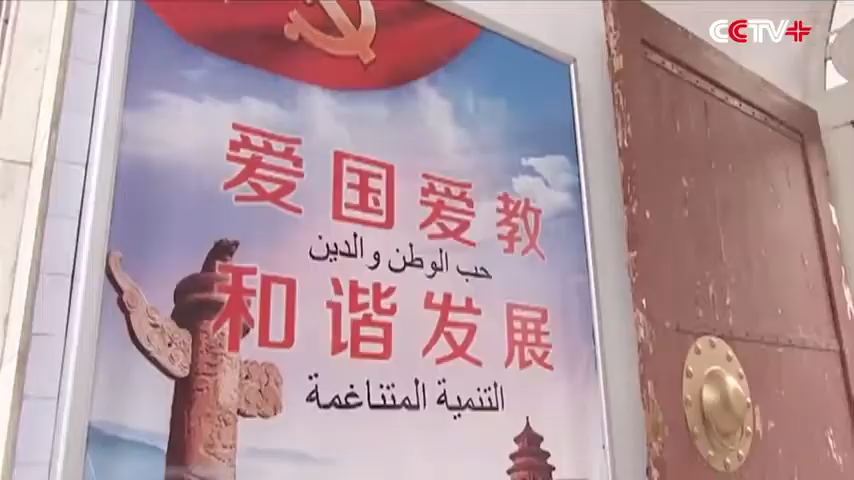 CCTV+
爱国爱教
حب الوطن والدين
和谐发展
التنمية المتناغمة